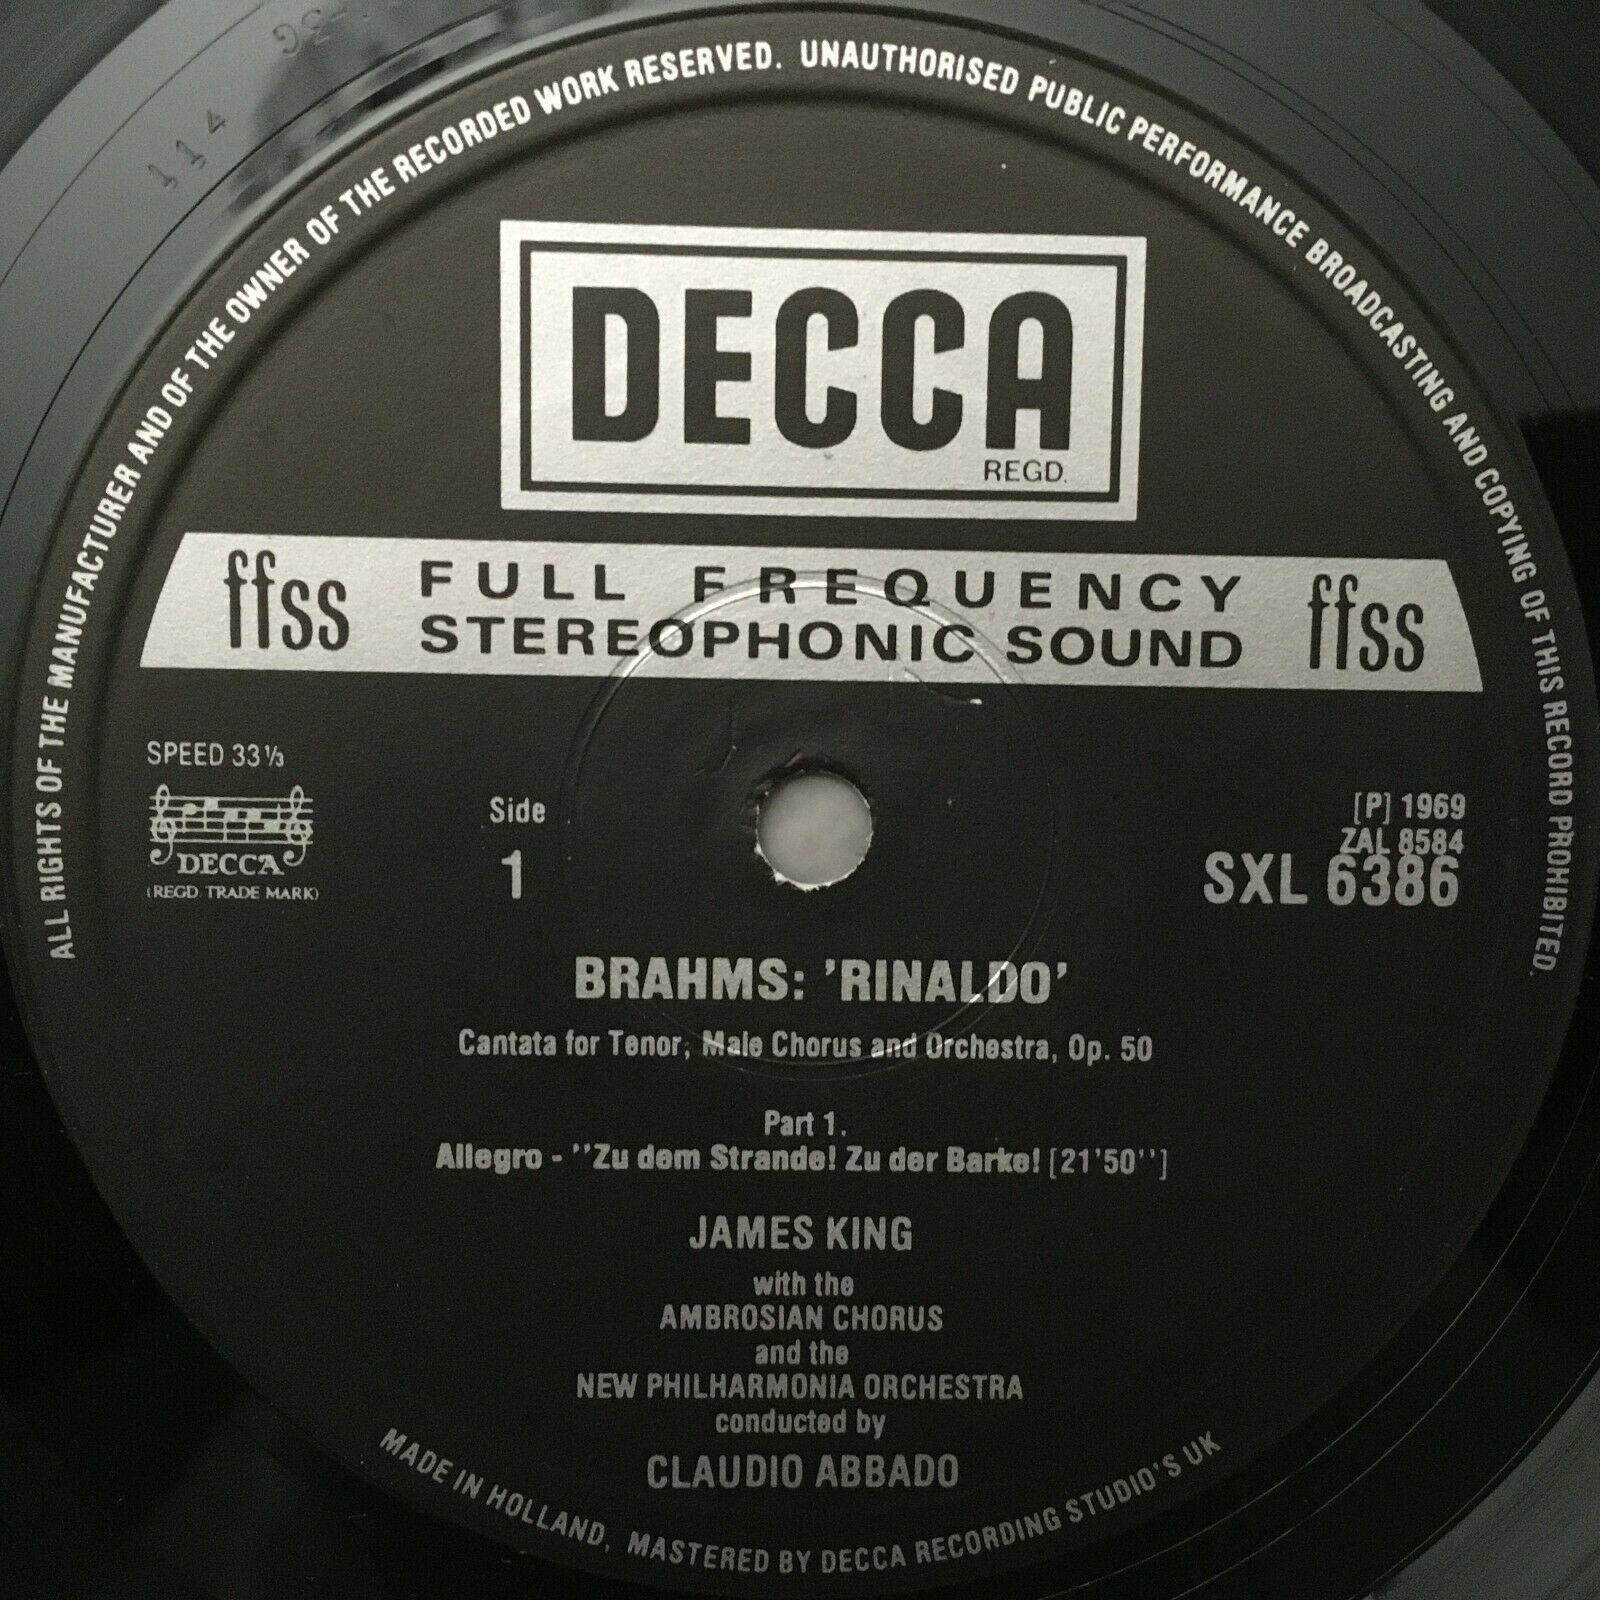 114 3G
ALL RIGHTS OF THE MANUFACTURER AND OF THE OWNER OF THE RECORDED WORK RESERVED. UNAUTHORISED PUBLIC PERFORMANCE BROADCASTING AND COPYING OF THIS RECORD PROHIBITED.
DECCA
REGD.
ffss FULL FREQUENCY ffss
STEREOPHONIC SOUND
SPEED 33⅓
DECCA
(REGD. TRADE MARK)
Side
1
[P] 1969
ZAL 8584
SXL 6386
BRAHMS: 'RINALDO'
Cantata for Tenor, Male Chorus and Orchestra, Op. 50
Part 1.
Allegro - "Zu dem Strande! Zu der Barke! [21'50"]
JAMES KING
with the
AMBROSIAN CHORUS
and the
NEW PHILHARMONIA ORCHESTRA
conducted by
CLAUDIO ABBADO
MADE IN HOLLAND, MASTERED BY DECCA RECORDING STUDIO'S UK